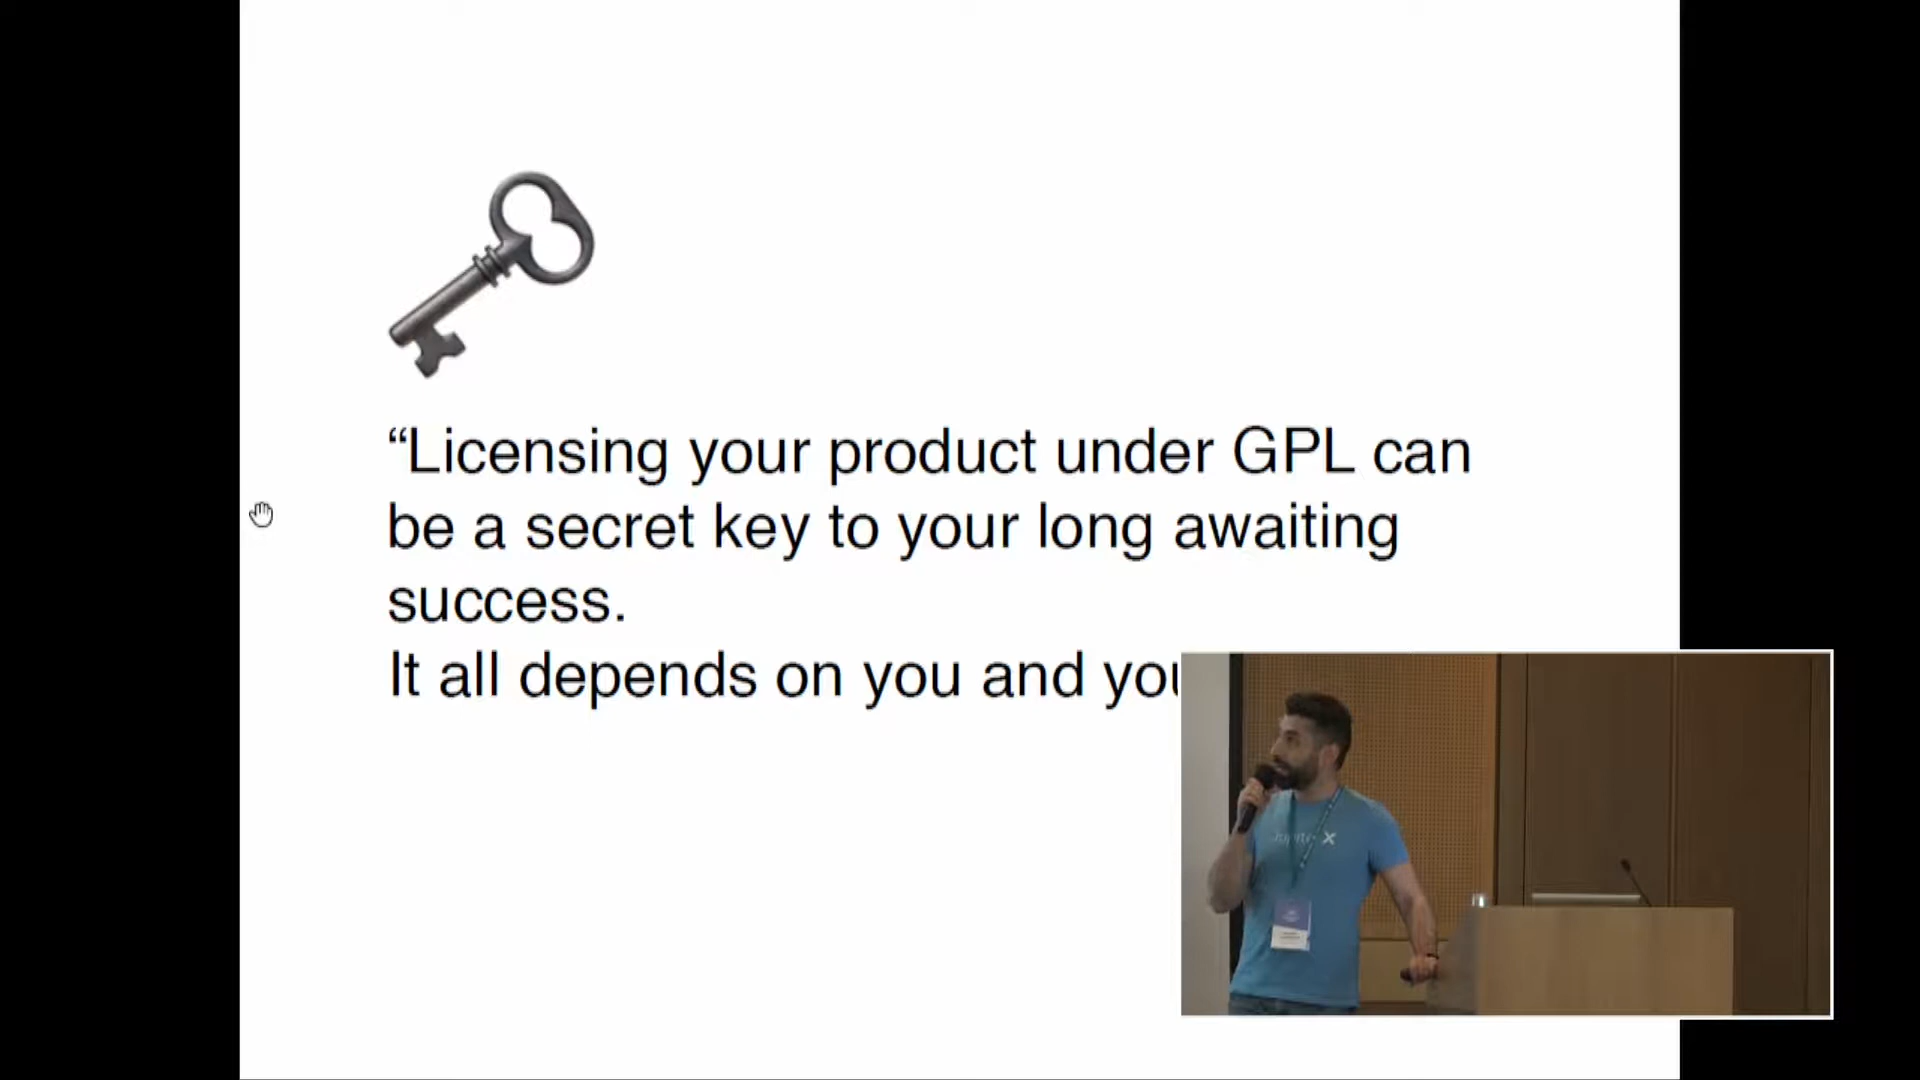 “Licensing your product under GPL can
be a secret key to your long awaiting
success.
It all depends on you and
X